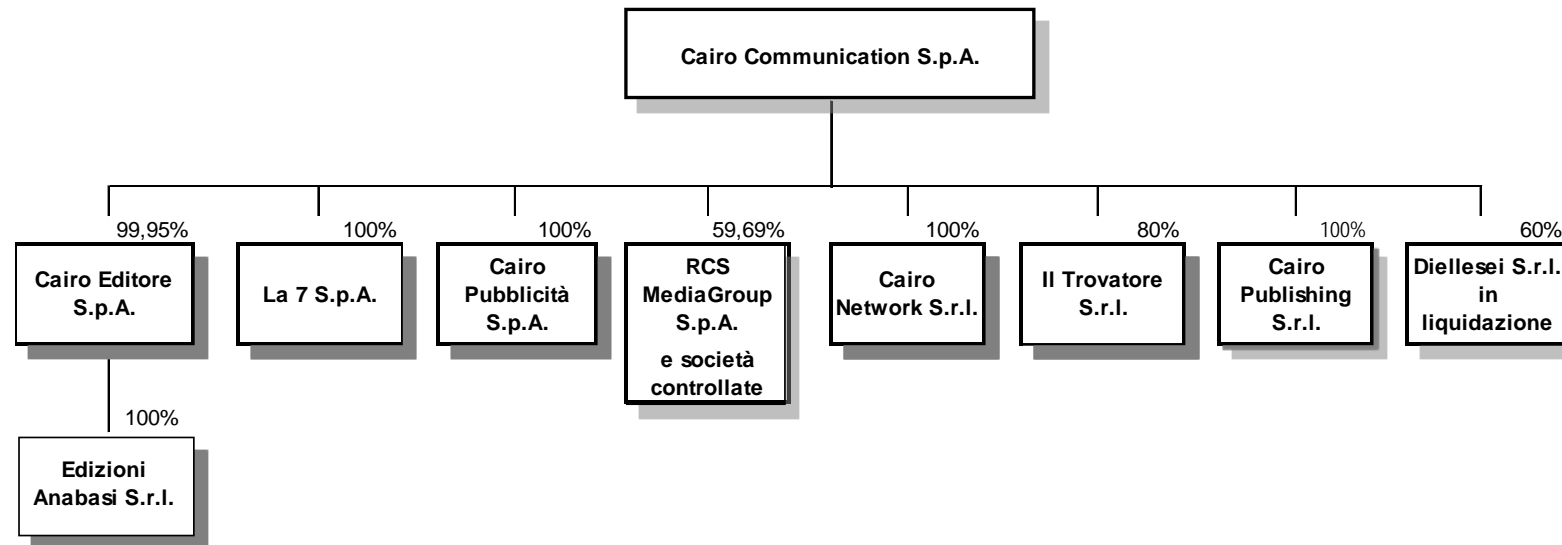 Cairo Communication S.p.A.
99,95%
Cairo Editore
S.p.A.
100%
La 7 S.p.A.
100%
Cairo
Pubblicità
S.p.A.
59,69%
RCS
MediaGroup
S.p.A.
e società
controllate
100%
Cairo
Network S.r.l.
80%
Il Trovatore
S.r.l.
100%
Cairo
Publishing
S.r.l.
60%
Diellesei S.r.l.
in
liquidazione
100%
Edizioni
Anabasi S.r.l.